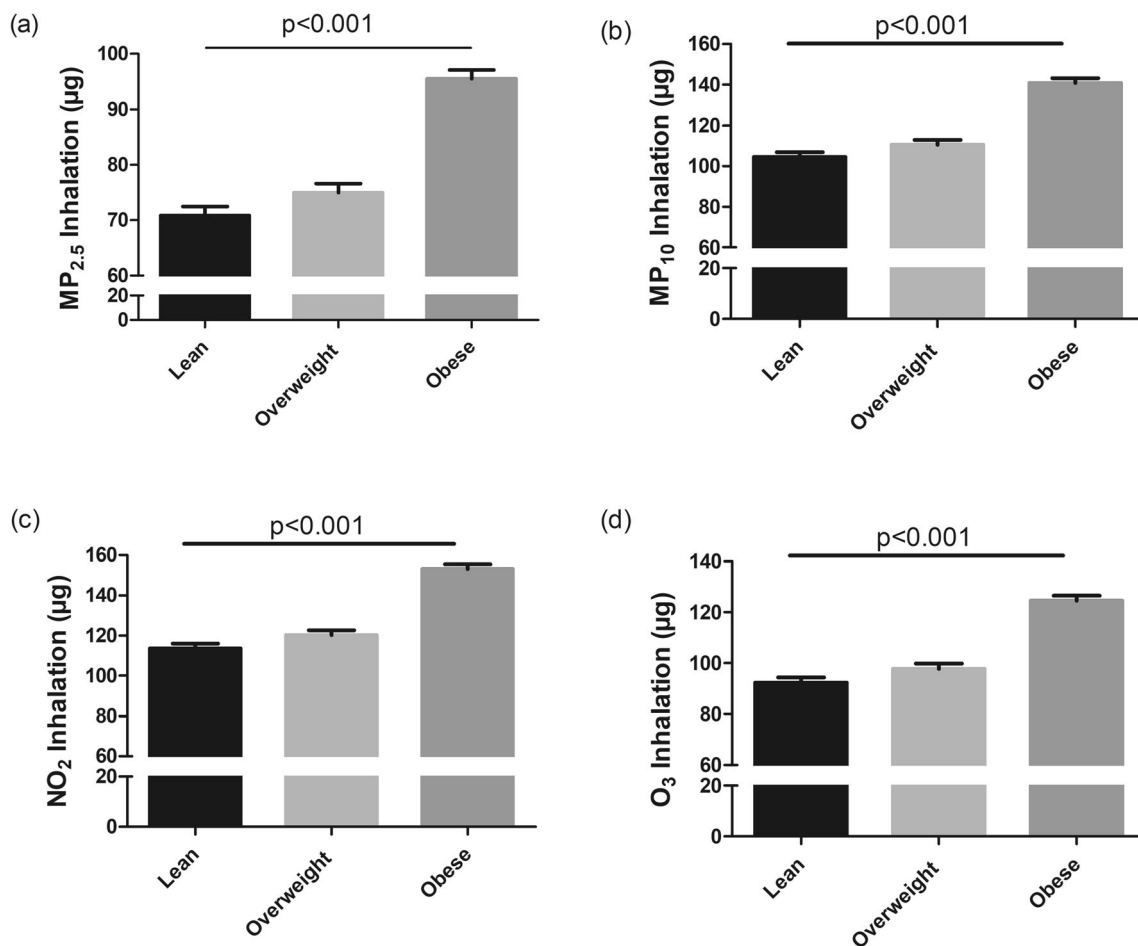 (a)
p<0.001
MP2.5 Inhalation (µg)
100
90
80
70
60
20
0
Lean
Overweight
Obese
(b)
p<0.001
MP10 Inhalation (µg)
160
140
120
100
80
60
20
0
Lean
Overweight
Obese
(c)
p<0.001
NO2 Inhalation (µg)
160
140
120
100
80
60
20
0
Lean
Overweight
Obese
(d)
p<0.001
O3 Inhalation (µg)
140
120
100
80
60
20
0
Lean
Overweight
Obese